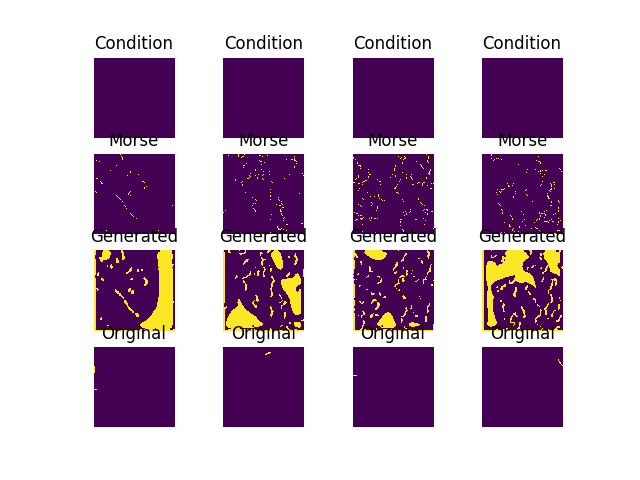 Condition Condition Condition Condition
Morse Morse Morse Morse
Generated Generated Generated Generated
Original Original Original Original